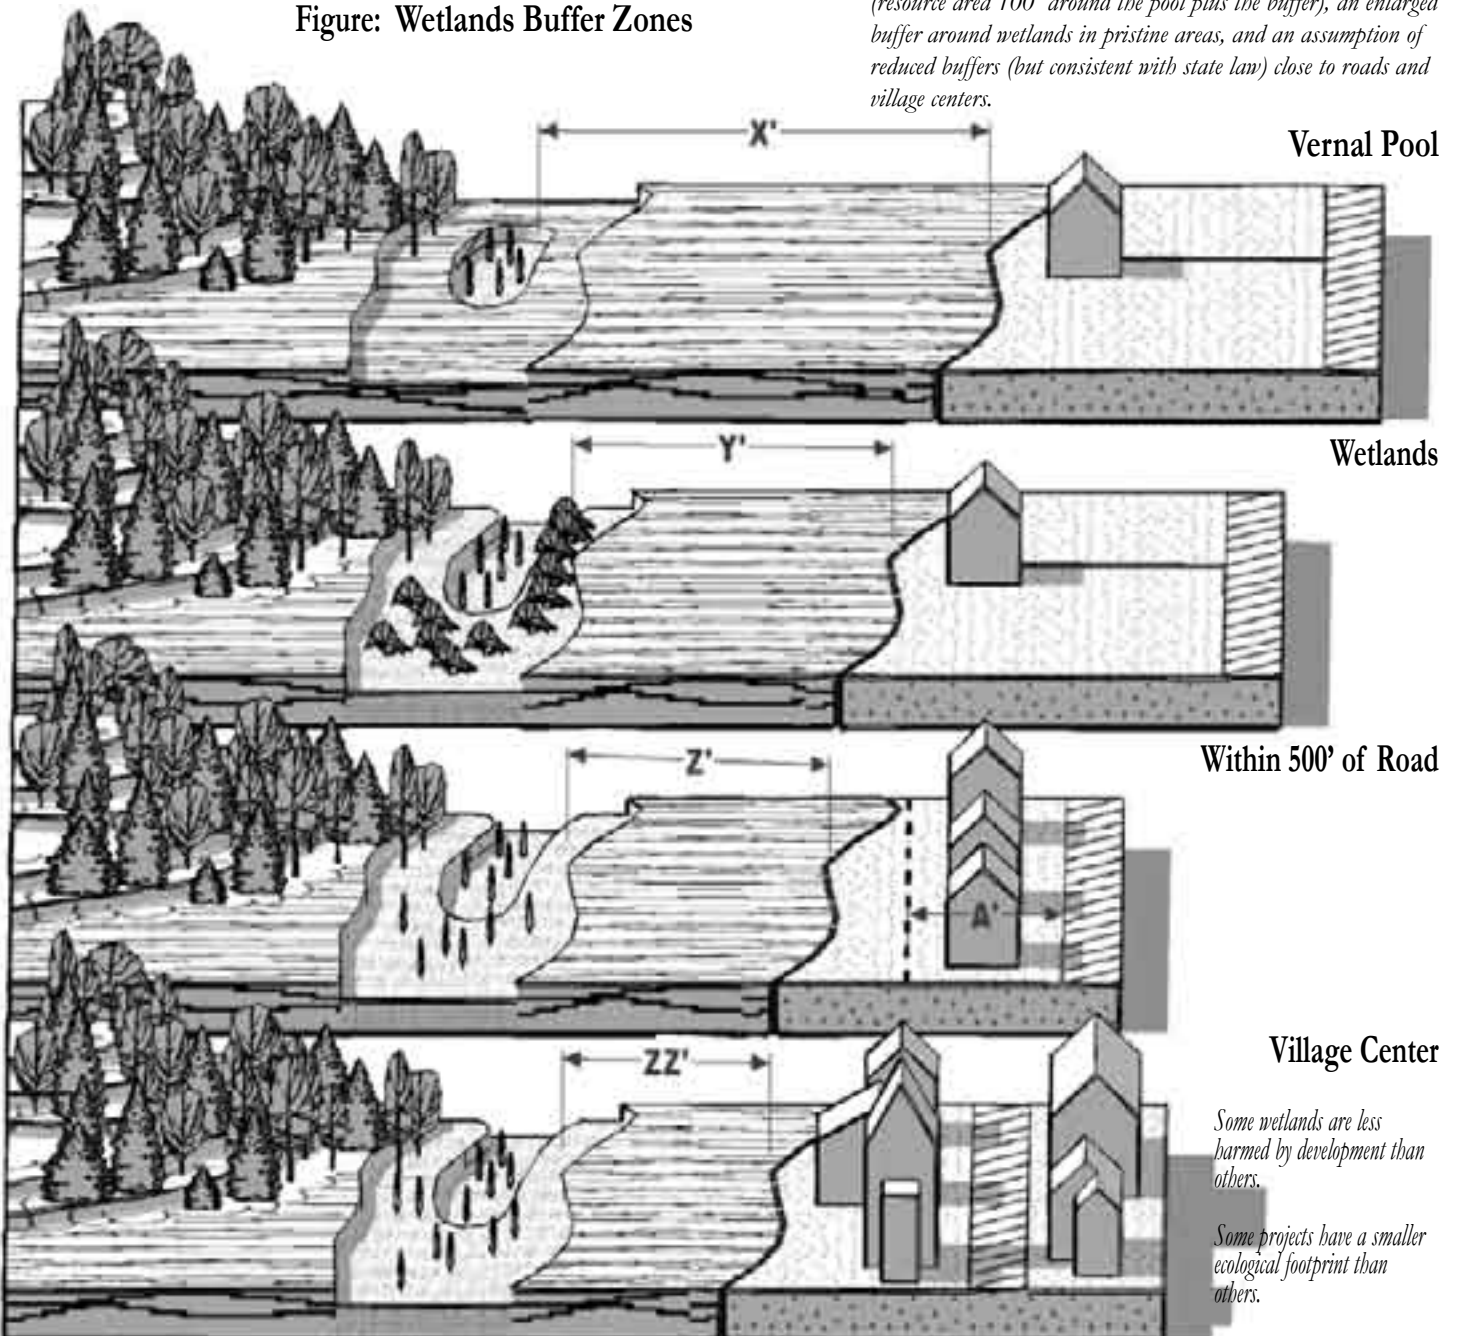 Figure: Wetlands Buffer Zones
(resource area 100' around the pool plus the buffer), an enlarged
buffer around wetlands in pristine areas, and an assumption of
reduced buffers (but consistent with state law) close to roads and
village centers.
X'
Vernal Pool
Y'
Wetlands
Z'
Within 500' of Road
A'
ZZ'
Village Center
Some wetlands are less
harmed by development than
others.
Some projects have a smaller
ecological footprint than
others.